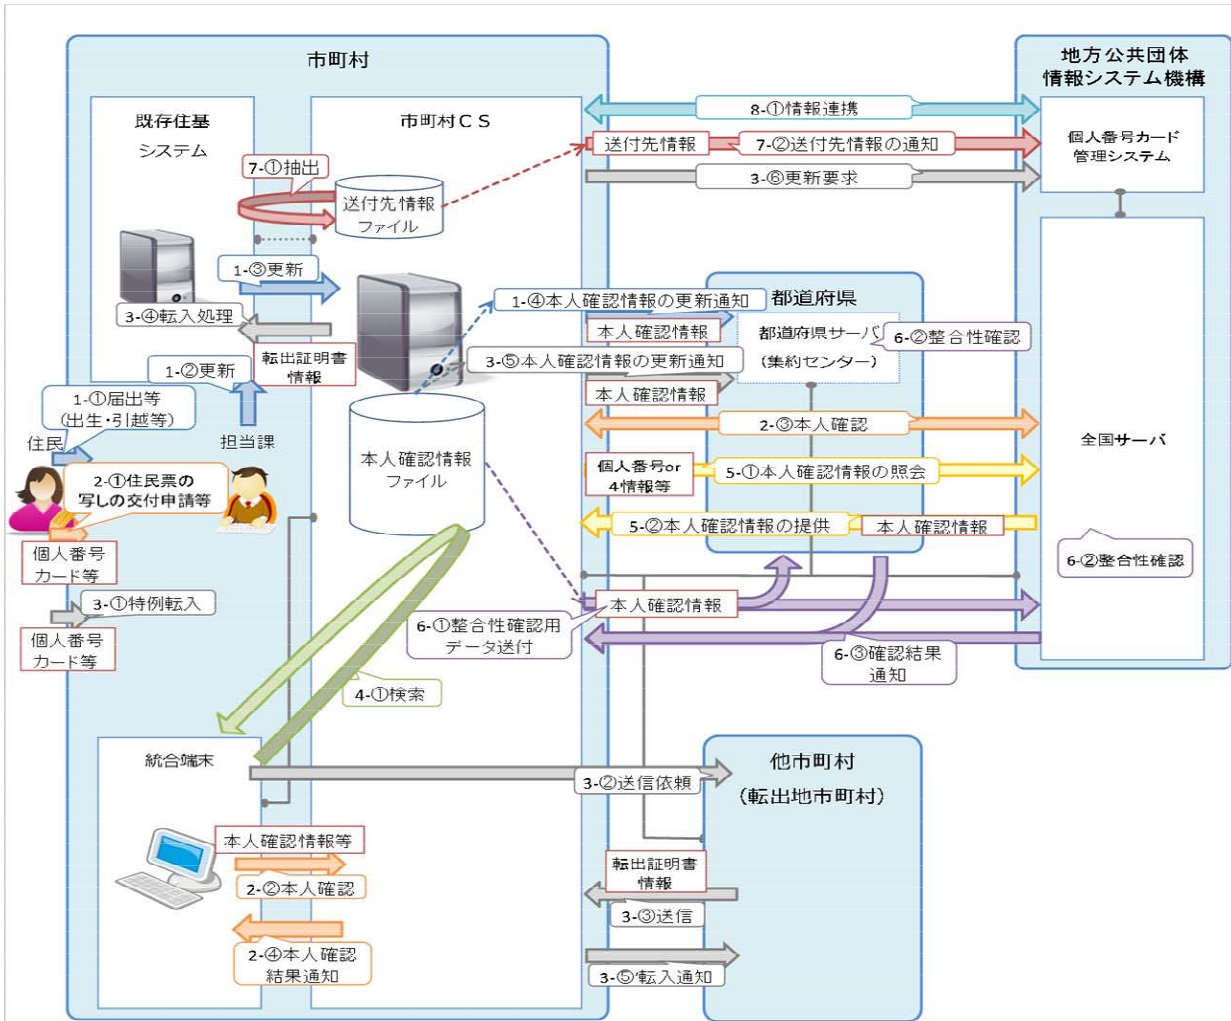 市町村
地方公共団体
情報システム機構
既存住基
システム
市町村CS
8-①情報連携
個人番号カード
管理システム
送付先情報
7-②送付先情報の通知
7-①抽出
3-⑥更新要求
送付先情報
ファイル
1-③更新
都道府県
1-④本人確認情報の更新通知
3-④転入処理
本人確認情報
都道府県サーバ
(集約センター)
6-②整合性確認
転出証明書
情報
3-⑤本人確認情報の更新通知
1-②更新
本人確認情報
1-①届出等
(出生・引越等)
住民
担当課
2-③本人確認
全国サーバ
本人確認情報
ファイル
個人番号or
4情報等
5-①本人確認情報の照会
2-①住民票の
写しの交付申請等
5-②本人確認情報の提供
本人確認情報
個人番号
カード等
6-②整合性確認
3-①特例転入
本人確認情報
個人番号
カード等
6-①整合性確認用
データ送付
6-③確認結果
通知
4-①検索
統合端末
他市町村
(転出地市町村)
3-②送信依頼
本人確認情報等
転出証明書
情報
2-②本人確認
3-③送信
2-④本人確認
結果通知
3-⑤'転入通知